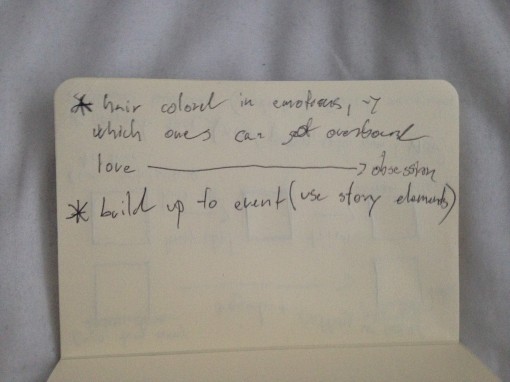 * hair colored in emotions, →
which ones can get overboard
love ⟶ obsession
* build up to event (use story elements)